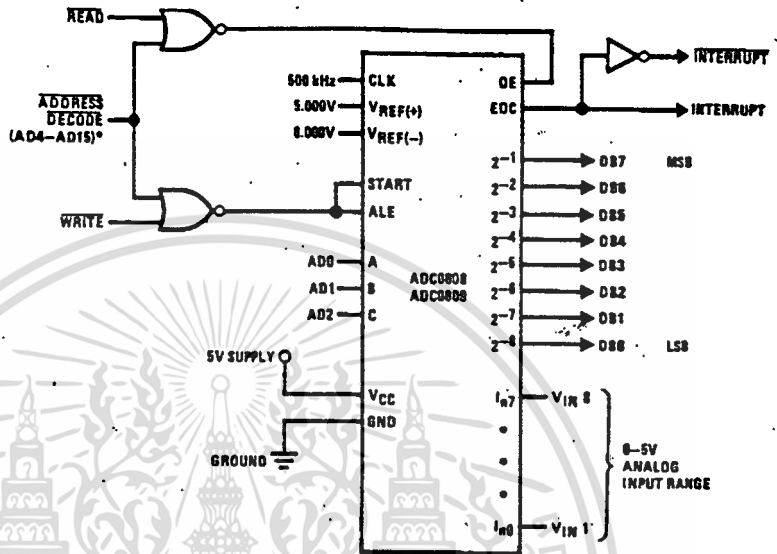 READ
ADDRESS
DECODE
(AD4–AD15)*
WRITE
500 kHz
CLK
5.000V
VREF(+)
0.000V
VREF(−)
START
ALE
AD0
A
AD1
B
AD2
C
5V SUPPLY
VCC
GND
GROUND
ADC0808
ADC0809
OE
EOC
INTERRUPT
INTERRUPT
2−1 DB7 MSB
2−2 DB6
2−3 DB5
2−4 DB4
2−5 DB3
2−6 DB2
2−7 DB1
2−8 DB0 LSB
In7 VIN 8
0–5V
ANALOG
INPUT RANGE
In0 VIN 1